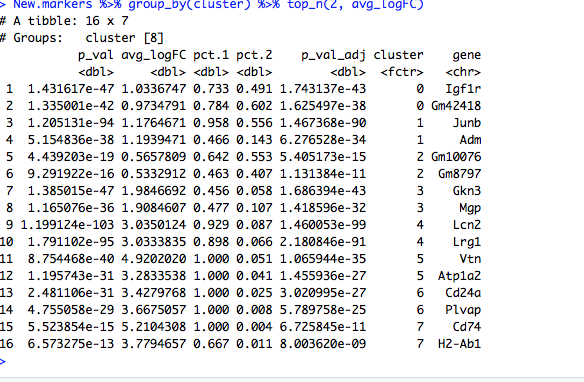 > New.markers %>% group_by(cluster) %>% top_n(2, avg_logFC)
# A tibble: 16 x 7
# Groups:   cluster [8]
p_val avg_logFC pct.1 pct.2 p_val_adj cluster gene
<dbl> <dbl> <dbl> <dbl> <dbl> <fctr> <chr>
1 1.431617e-47 1.0336747 0.733 0.491 1.743137e-43 0 Igf1r
2 1.335001e-42 0.9734791 0.784 0.602 1.625497e-38 0 Gm42418
3 1.205131e-94 1.1764671 0.958 0.556 1.467368e-90 1 Junb
4 5.154836e-38 1.1939471 0.466 0.143 6.276528e-34 1 Adm
5 4.439203e-19 0.5657809 0.642 0.553 5.405173e-15 2 Gm10076
6 9.291922e-16 0.5332912 0.463 0.407 1.131384e-11 2 Gm8797
7 1.385015e-47 1.9846692 0.456 0.058 1.686394e-43 3 Gkn3
8 1.165076e-36 1.9084607 0.477 0.107 1.418596e-32 3 Mgp
9 1.199124e-103 3.0350124 0.929 0.087 1.460053e-99 4 Lcn2
10 1.791102e-95 3.0333835 0.898 0.066 2.180846e-91 4 Lrg1
11 8.754468e-40 4.9202020 1.000 0.051 1.065944e-35 5 Vtn
12 1.195743e-31 3.2833538 1.000 0.041 1.455936e-27 5 Atp1a2
13 2.481106e-31 3.4279768 1.000 0.025 3.020995e-27 6 Cd24a
14 4.755058e-29 3.6675057 1.000 0.008 5.789758e-25 6 Plvap
15 5.523854e-15 5.2104308 1.000 0.004 6.725845e-11 7 Cd74
16 6.573275e-13 3.7794657 0.667 0.011 8.003620e-09 7 H2-Ab1
>